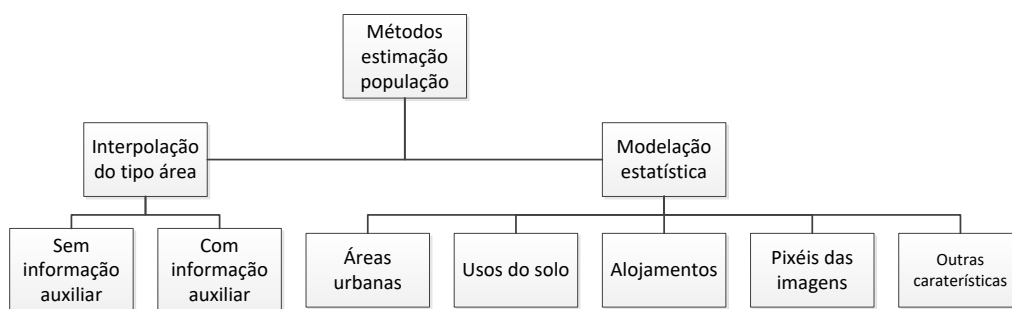 Métodos
estimação
população
Interpolação
do tipo área
Modelação
estatística
Sem
informação
auxiliar
Com
informação
auxiliar
Áreas
urbanas
Usos do solo
Alojamentos
Pixéis das
imagens
Outras
caraterísticas